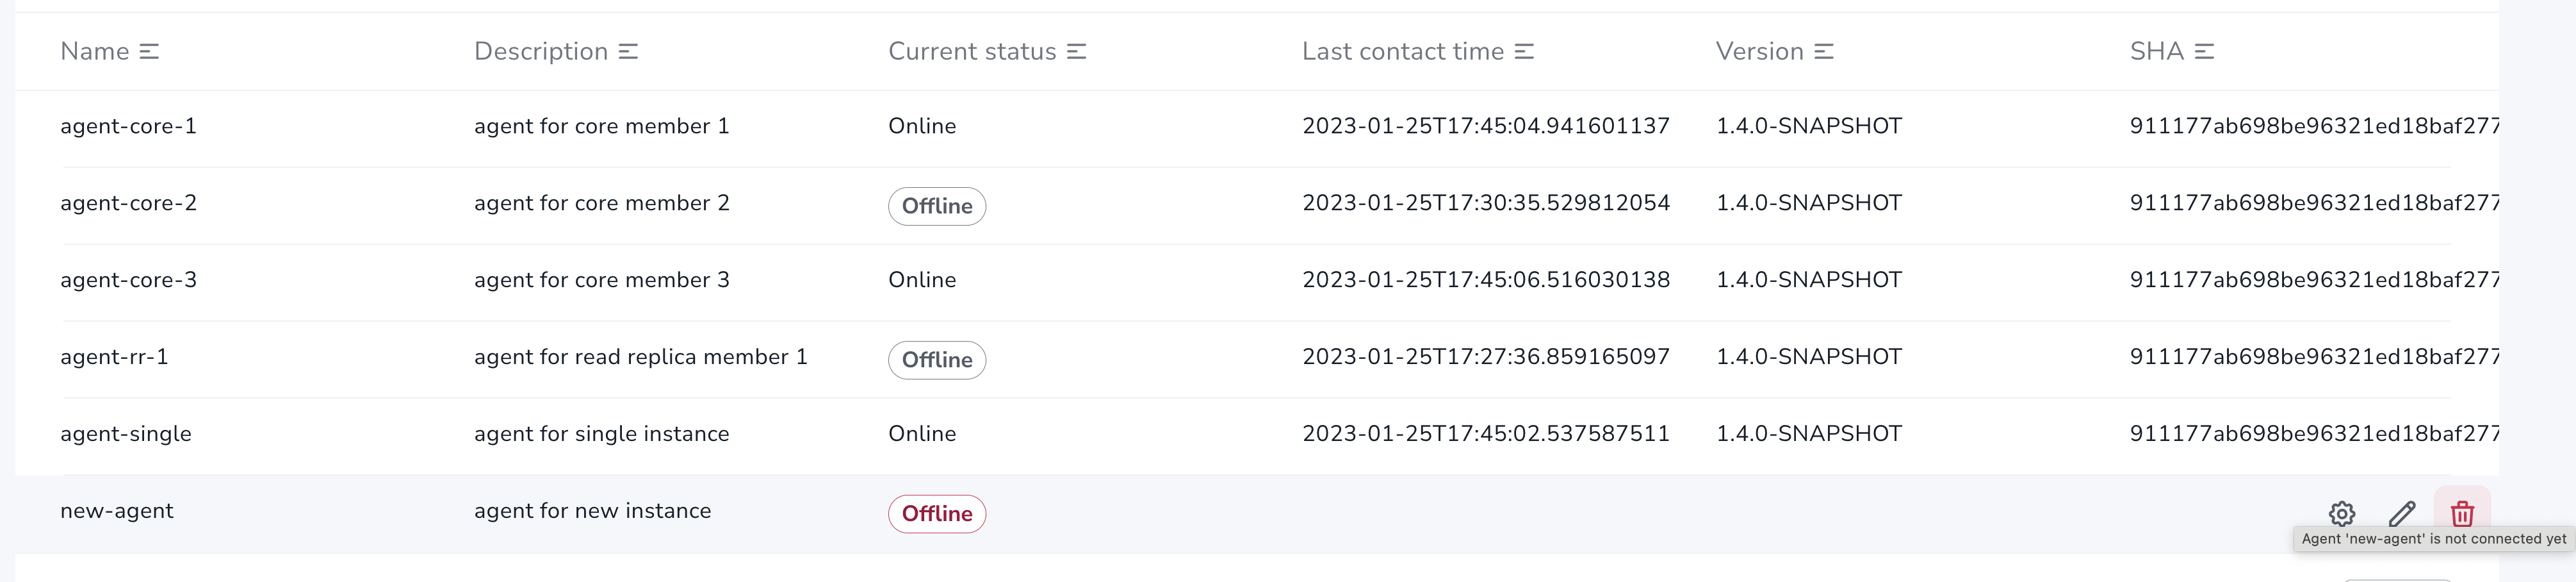 Name Description Current status Last contact time Version SHA
agent-core-1 agent for core member 1 Online 2023-01-25T17:45:04.941601137 1.4.0-SNAPSHOT 911177ab698be96321ed18baf277
agent-core-2 agent for core member 2 Offline 2023-01-25T17:30:35.529812054 1.4.0-SNAPSHOT 911177ab698be96321ed18baf277
agent-core-3 agent for core member 3 Online 2023-01-25T17:45:06.516030138 1.4.0-SNAPSHOT 911177ab698be96321ed18baf277
agent-rr-1 agent for read replica member 1 Offline 2023-01-25T17:27:36.859165097 1.4.0-SNAPSHOT 911177ab698be96321ed18baf277
agent-single agent for single instance Online 2023-01-25T17:45:02.537587511 1.4.0-SNAPSHOT 911177ab698be96321ed18baf277
new-agent agent for new instance Offline
Agent 'new-agent' is not connected yet